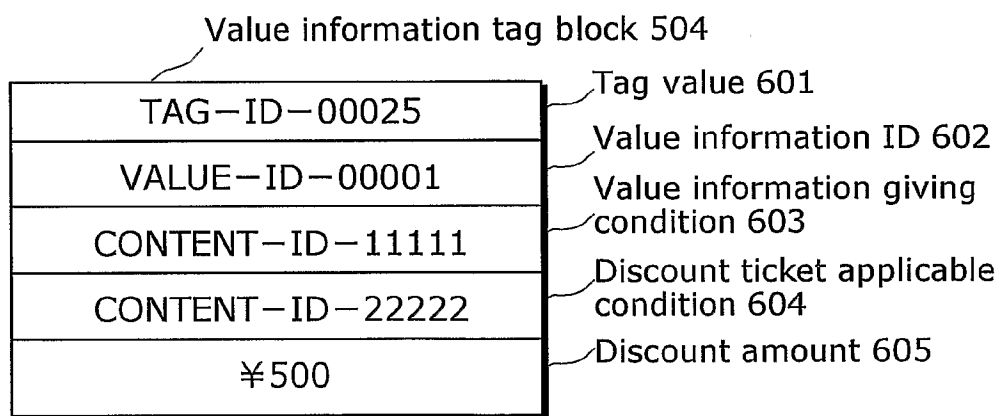 Value information tag block 504
TAG-ID-00025
Tag value 601
VALUE-ID-00001
Value information ID 602
CONTENT-ID-11111
Value information giving
condition 603
CONTENT-ID-22222
Discount ticket applicable
condition 604
¥500
Discount amount 605